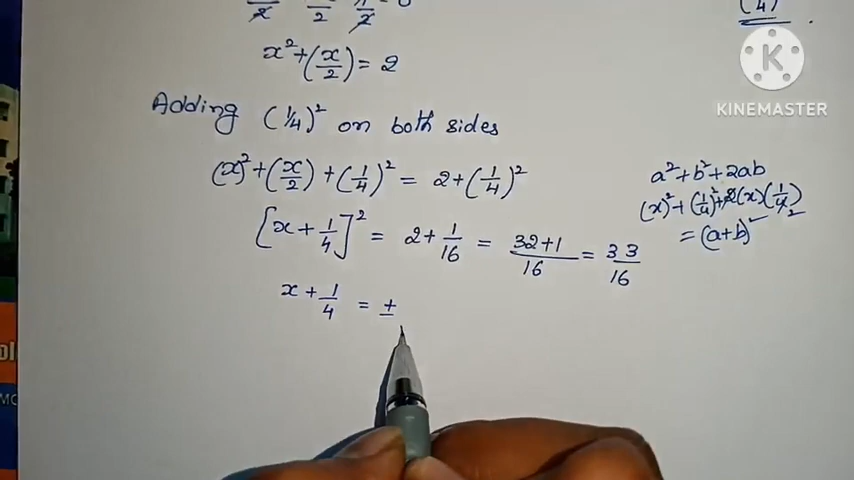 (4)
x² + (x/2) = 2
Adding (1/4)² on both sides
(x)² + (x/2) + (1/4)² = 2 + (1/4)²
[x + 1/4]² = 2 + 1/16 = 32+1/16 = 33/16
x + 1/4 = ±
a² + b² + 2ab
(x)² + (1/4)² + 2(x)(1/4)
= (a+b)²
KINEMASTER